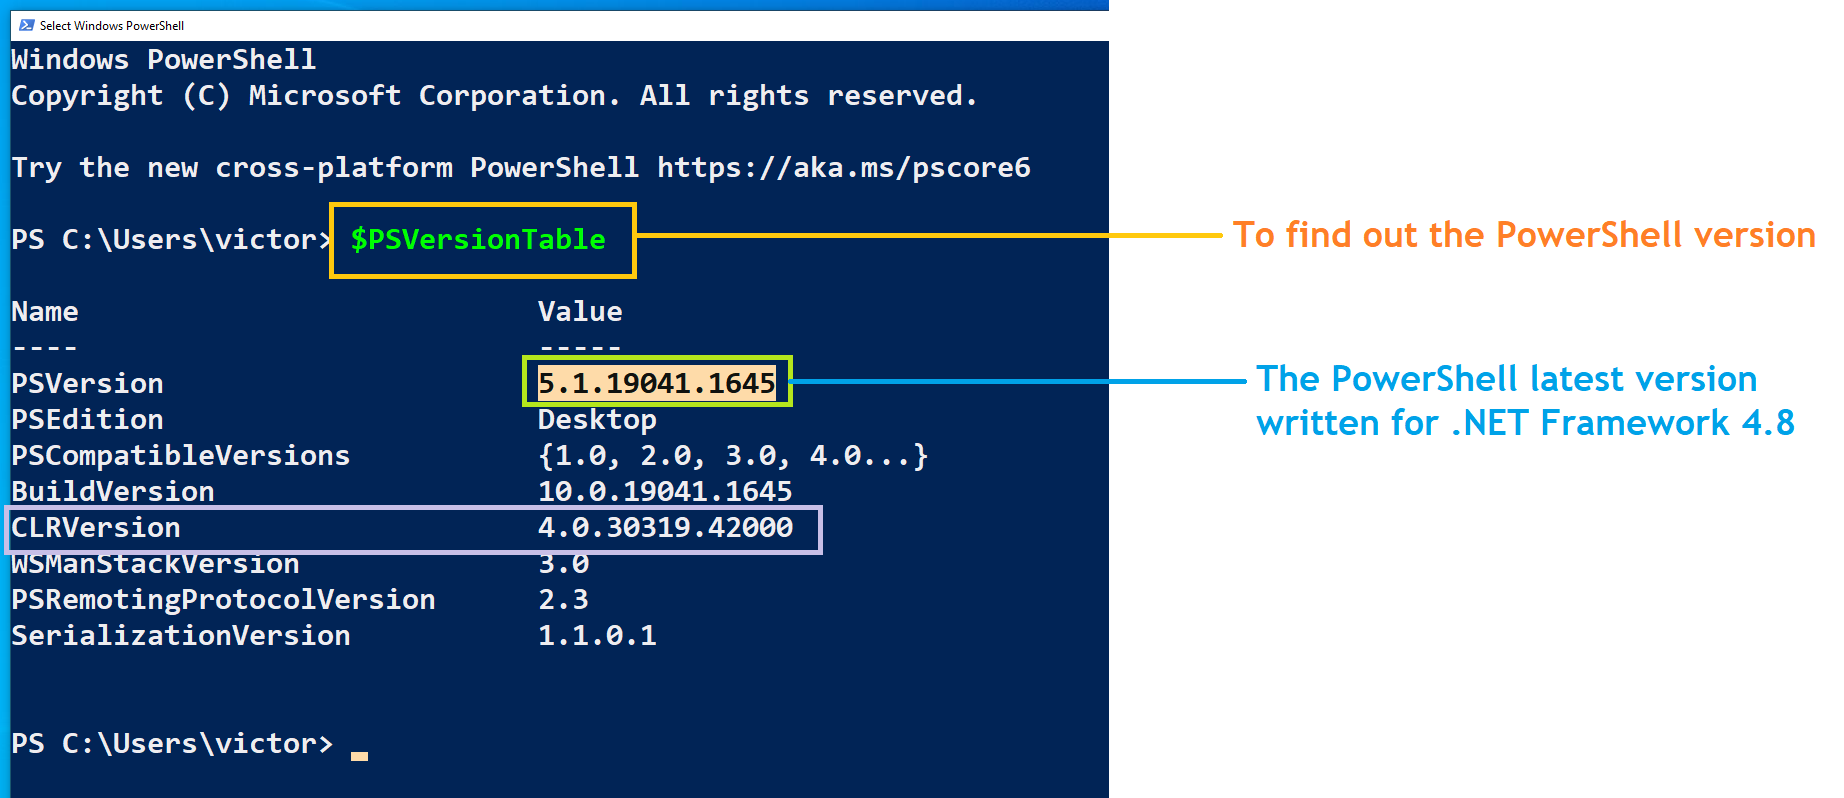 Select Windows PowerShell
Windows PowerShell
Copyright (C) Microsoft Corporation. All rights reserved.
Try the new cross-platform PowerShell https://aka.ms/pscore6
PS C:\Users\victor> $PSVersionTable
To find out the PowerShell version
Name Value
---- -----
PSVersion 5.1.19041.1645
The PowerShell latest version
written for .NET Framework 4.8
PSEdition Desktop
PSCompatibleVersions {1.0, 2.0, 3.0, 4.0...}
BuildVersion 10.0.19041.1645
CLRVersion 4.0.30319.42000
WSManStackVersion 3.0
PSRemotingProtocolVersion 2.3
SerializationVersion 1.1.0.1
PS C:\Users\victor>